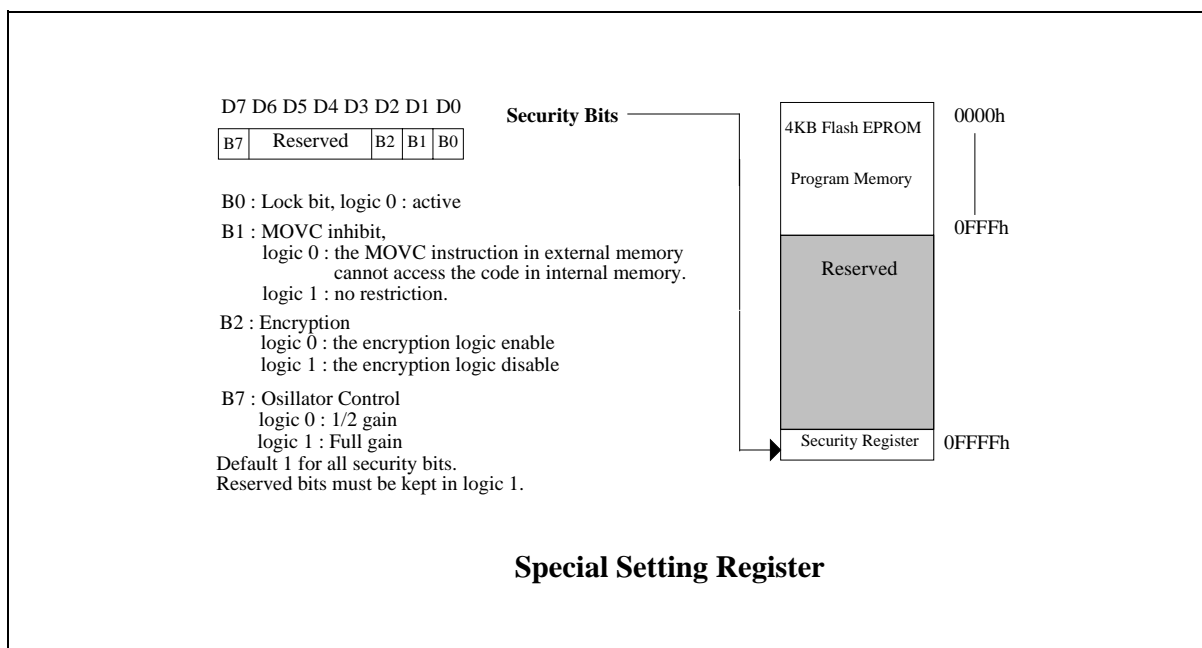 D7 D6 D5 D4 D3 D2 D1 D0
B7 Reserved B2 B1 B0
B0 : Lock bit, logic 0 : active
B1 : MOVC inhibit,
logic 0 : the MOVC instruction in external memory
cannot access the code in internal memory.
logic 1 : no restriction.
B2 : Encryption
logic 0 : the encryption logic enable
logic 1 : the encryption logic disable
B7 : Osillator Control
logic 0 : 1/2 gain
logic 1 : Full gain
Default 1 for all security bits.
Reserved bits must be kept in logic 1.
Security Bits
4KB Flash EPROM
Program Memory
0000h
0FFFh
Reserved
Security Register
0FFFFh
Special Setting Register